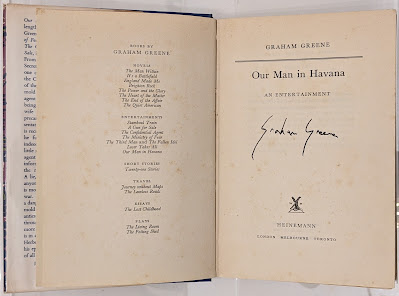 BOOKS BY
GRAHAM GREENE
NOVELS
The Man Within
It's a Battlefield
England Made Me
Brighton Rock
The Power and the Glory
The Heart of the Matter
The End of the Affair
The Quiet American
ENTERTAINMENTS
Stamboul Train
A Gun for Sale
The Confidential Agent
The Ministry of Fear
The Third Man and The Fallen Idol
Loser Takes All
Our Man in Havana
SHORT STORIES
Twenty-one Stories
TRAVEL
Journey without Maps
The Lawless Roads
ESSAYS
The Lost Childhood
PLAYS
The Living Room
The Potting Shed
GRAHAM GREENE
Our Man in Havana
AN ENTERTAINMENT
Graham Greene
HEINEMANN
LONDON MELBOURNE TORONTO